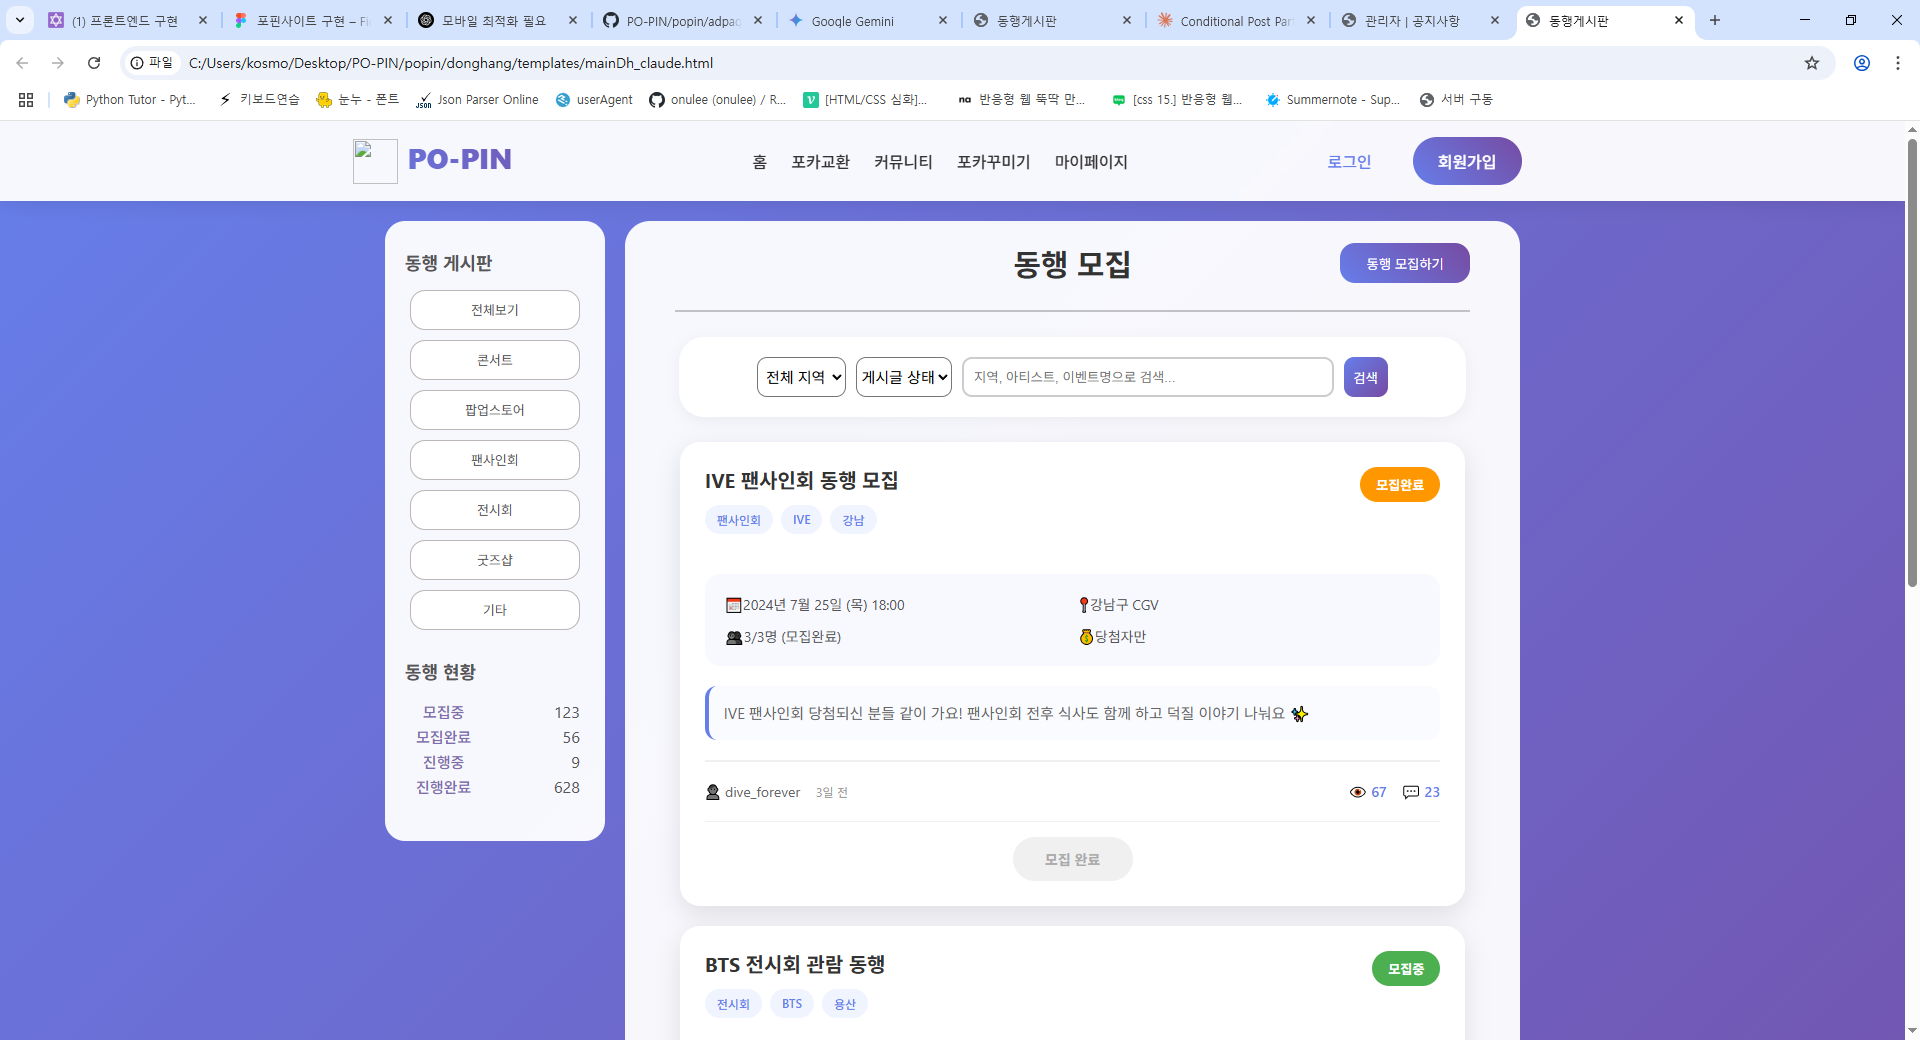 (1) 프론트엔드 구현
포핀사이트 구현 – Fi
모바일 최적화 필요
PO-PIN/popin/adpad
Google Gemini
동행게시판
Conditional Post Par
관리자 | 공지사항
동행게시판
파일
C:/Users/kosmo/Desktop/PO-PIN/popin/donghang/templates/mainDh_claude.html
Python Tutor - Pyt...
키보드연습
눈누 - 폰트
Json Parser Online
userAgent
onulee (onulee) / R...
[HTML/CSS 심화]...
반응형 웹 뚝딱 만...
[css 15.] 반응형 웹...
Summernote - Sup...
서버 구동
PO-PIN
홈
포카교환
커뮤니티
포카꾸미기
마이페이지
로그인
회원가입
동행 게시판
전체보기
콘서트
팝업스토어
팬사인회
전시회
굿즈샵
기타
동행 현황
모집중 123
모집완료 56
진행중 9
진행완료 628
동행 모집
동행 모집하기
전체 지역
게시글 상태
지역, 아티스트, 이벤트명으로 검색...
검색
IVE 팬사인회 동행 모집
모집완료
팬사인회
IVE
강남
📅2024년 7월 25일 (목) 18:00
📍강남구 CGV
👥3/3명 (모집완료)
💰당첨자만
IVE 팬사인회 당첨되신 분들 같이 가요! 팬사인회 전후 식사도 함께 하고 덕질 이야기 나눠요 ✨
👤 dive_forever
3일 전
👁 67
💬 23
모집 완료
BTS 전시회 관람 동행
모집중
전시회
BTS
용산